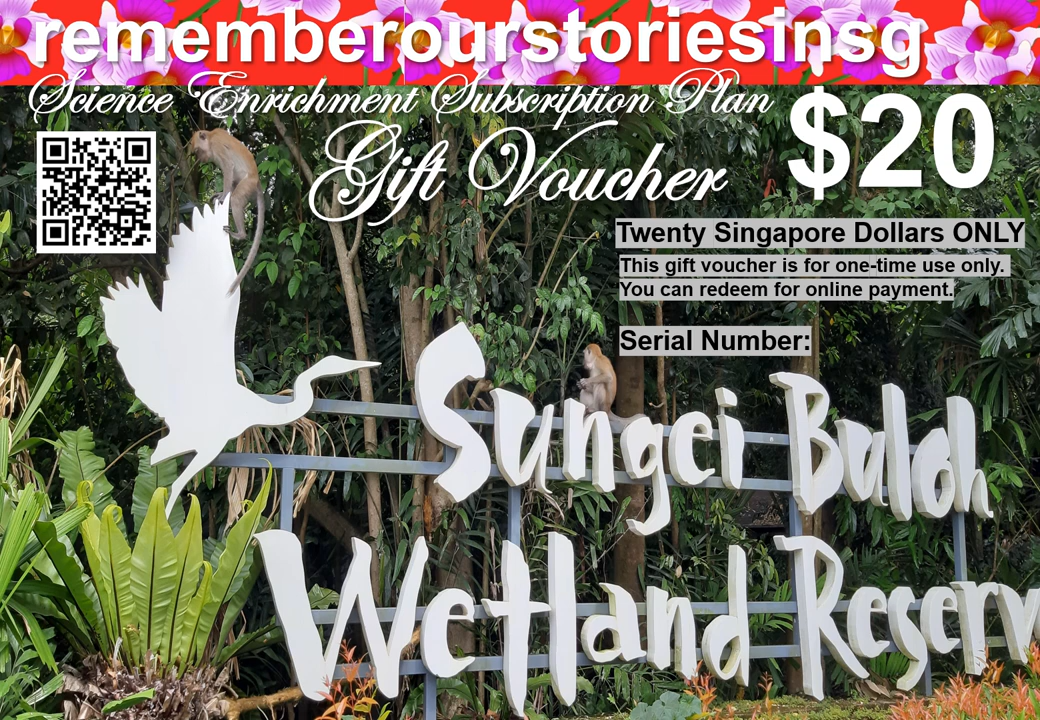 rememberourstoriesinsg
Science Enrichment Subscription Plan
$20
Gift Voucher
Twenty Singapore Dollars ONLY
This gift voucher is for one-time use only.
You can redeem for online payment.
Serial Number:
Sungei Buloh
Wetland Reserv